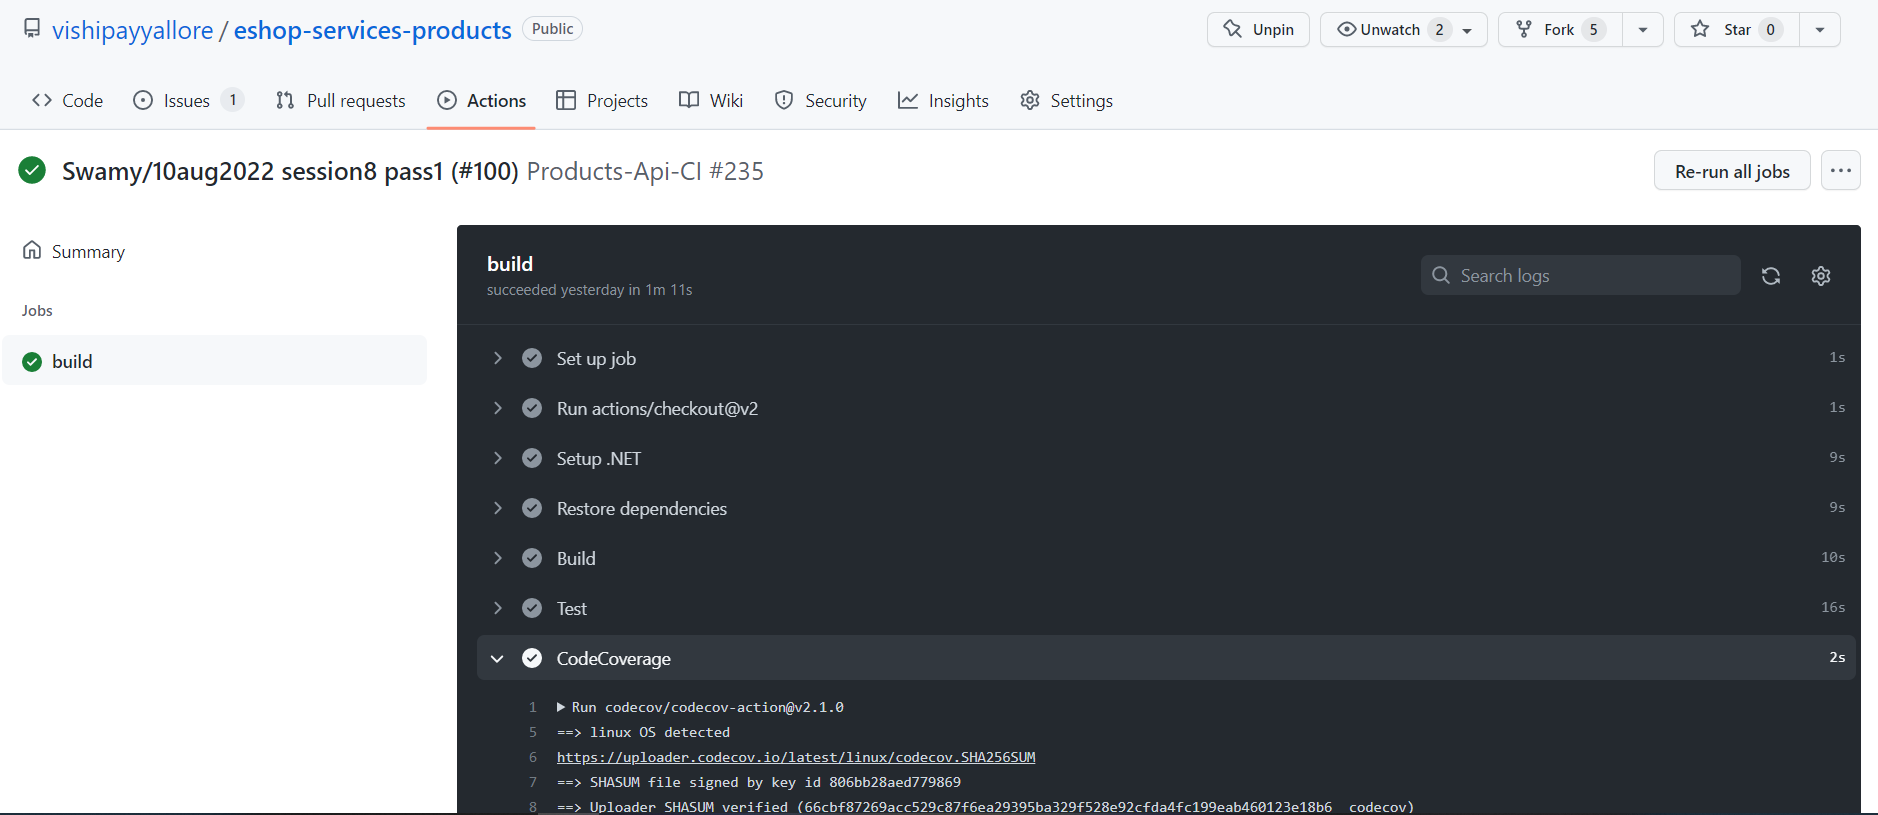 vishipayyallore / eshop-services-products Public Unpin Unwatch 2 Fork 5 Star 0
Code Issues 1 Pull requests Actions Projects Wiki Security Insights Settings
Swamy/10aug2022 session8 pass1 (#100) Products-Api-CI #235 Re-run all jobs ...
Summary
Jobs
build
build
succeeded yesterday in 1m 11s
Search logs
Set up job 1s
Run actions/checkout@v2 1s
Setup .NET 9s
Restore dependencies 9s
Build 10s
Test 16s
CodeCoverage 2s
1 Run codecov/codecov-action@v2.1.0
5 ==> linux OS detected
6 https://uploader.codecov.io/latest/linux/codecov.SHA256SUM
7 ==> SHASUM file signed by key id 806bb28aed779869
8 ==> Uploader SHASUM verified (66cbf87269acc529c87f6ea29395ba329f528e92cfda4fc199eab460123e18b6 codecov)